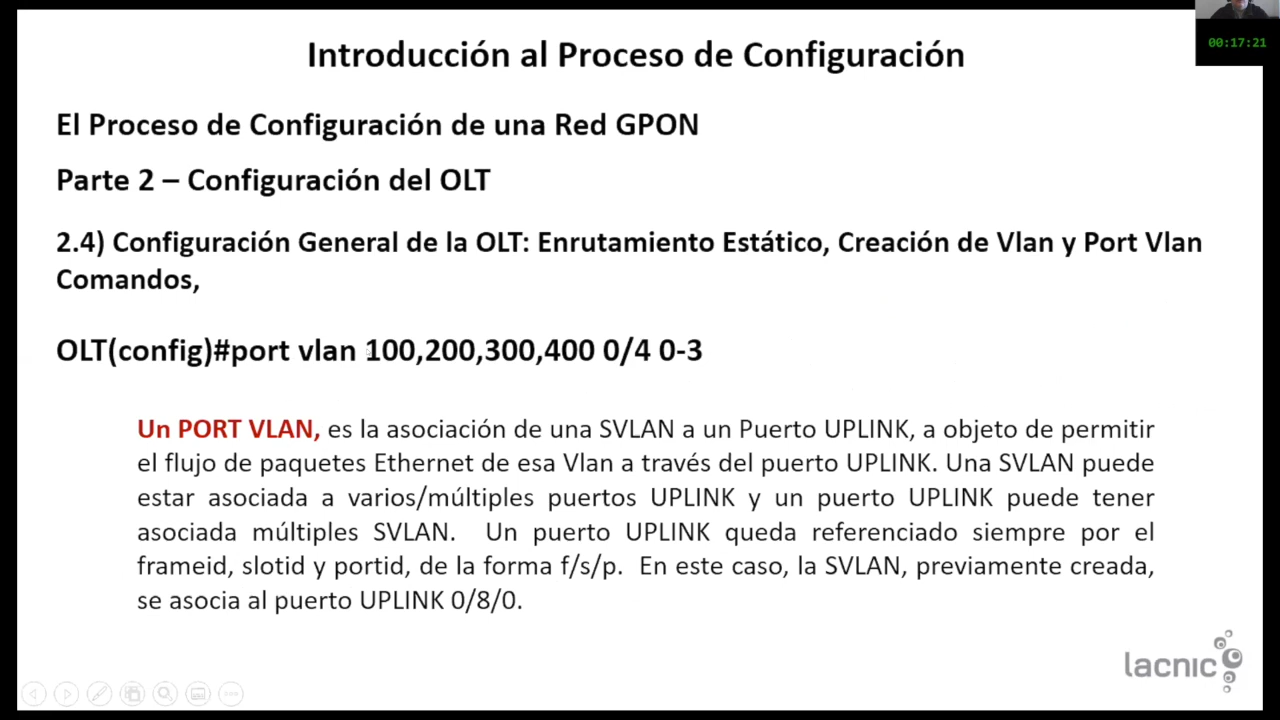 Introducción al Proceso de Configuración
00:17:21
El Proceso de Configuración de una Red GPON
Parte 2 – Configuración del OLT
2.4) Configuración General de la OLT: Enrutamiento Estático, Creación de Vlan y Port Vlan
Comandos,
OLT(config)#port vlan 100,200,300,400 0/4 0-3
Un PORT VLAN, es la asociación de una SVLAN a un Puerto UPLINK, a objeto de permitir
el flujo de paquetes Ethernet de esa Vlan a través del puerto UPLINK. Una SVLAN puede
estar asociada a varios/múltiples puertos UPLINK y un puerto UPLINK puede tener
asociada múltiples SVLAN. Un puerto UPLINK queda referenciado siempre por el
frameid, slotid y portid, de la forma f/s/p. En este caso, la SVLAN, previamente creada,
se asocia al puerto UPLINK 0/8/0.
lacnic